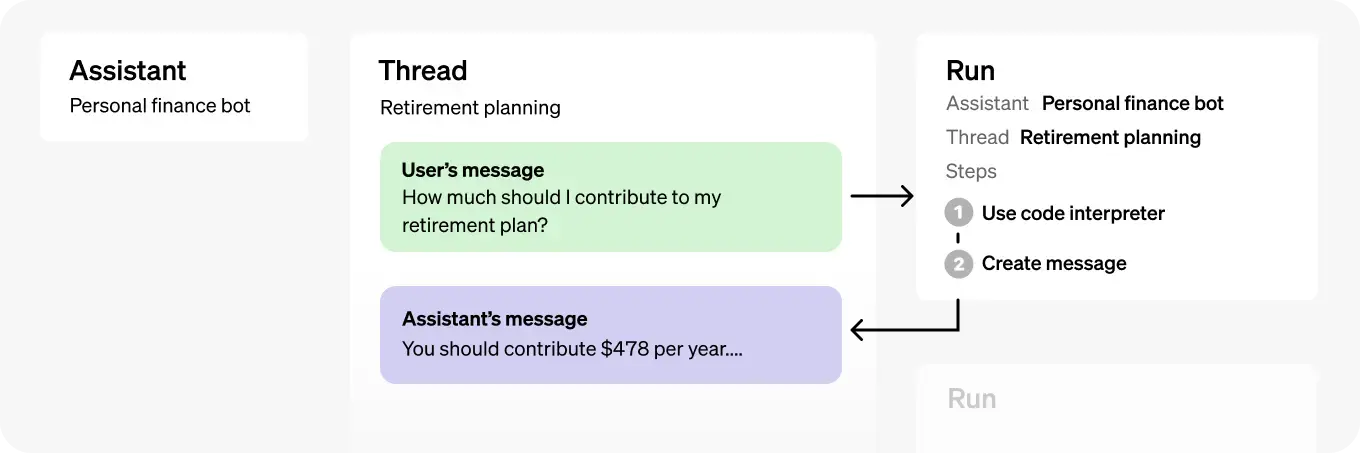 Assistant
Personal finance bot
Thread
Retirement planning
User’s message
How much should I contribute to my
retirement plan?
Assistant’s message
You should contribute $478 per year....
Run
Assistant Personal finance bot
Thread Retirement planning
Steps
1 Use code interpreter
2 Create message
Run